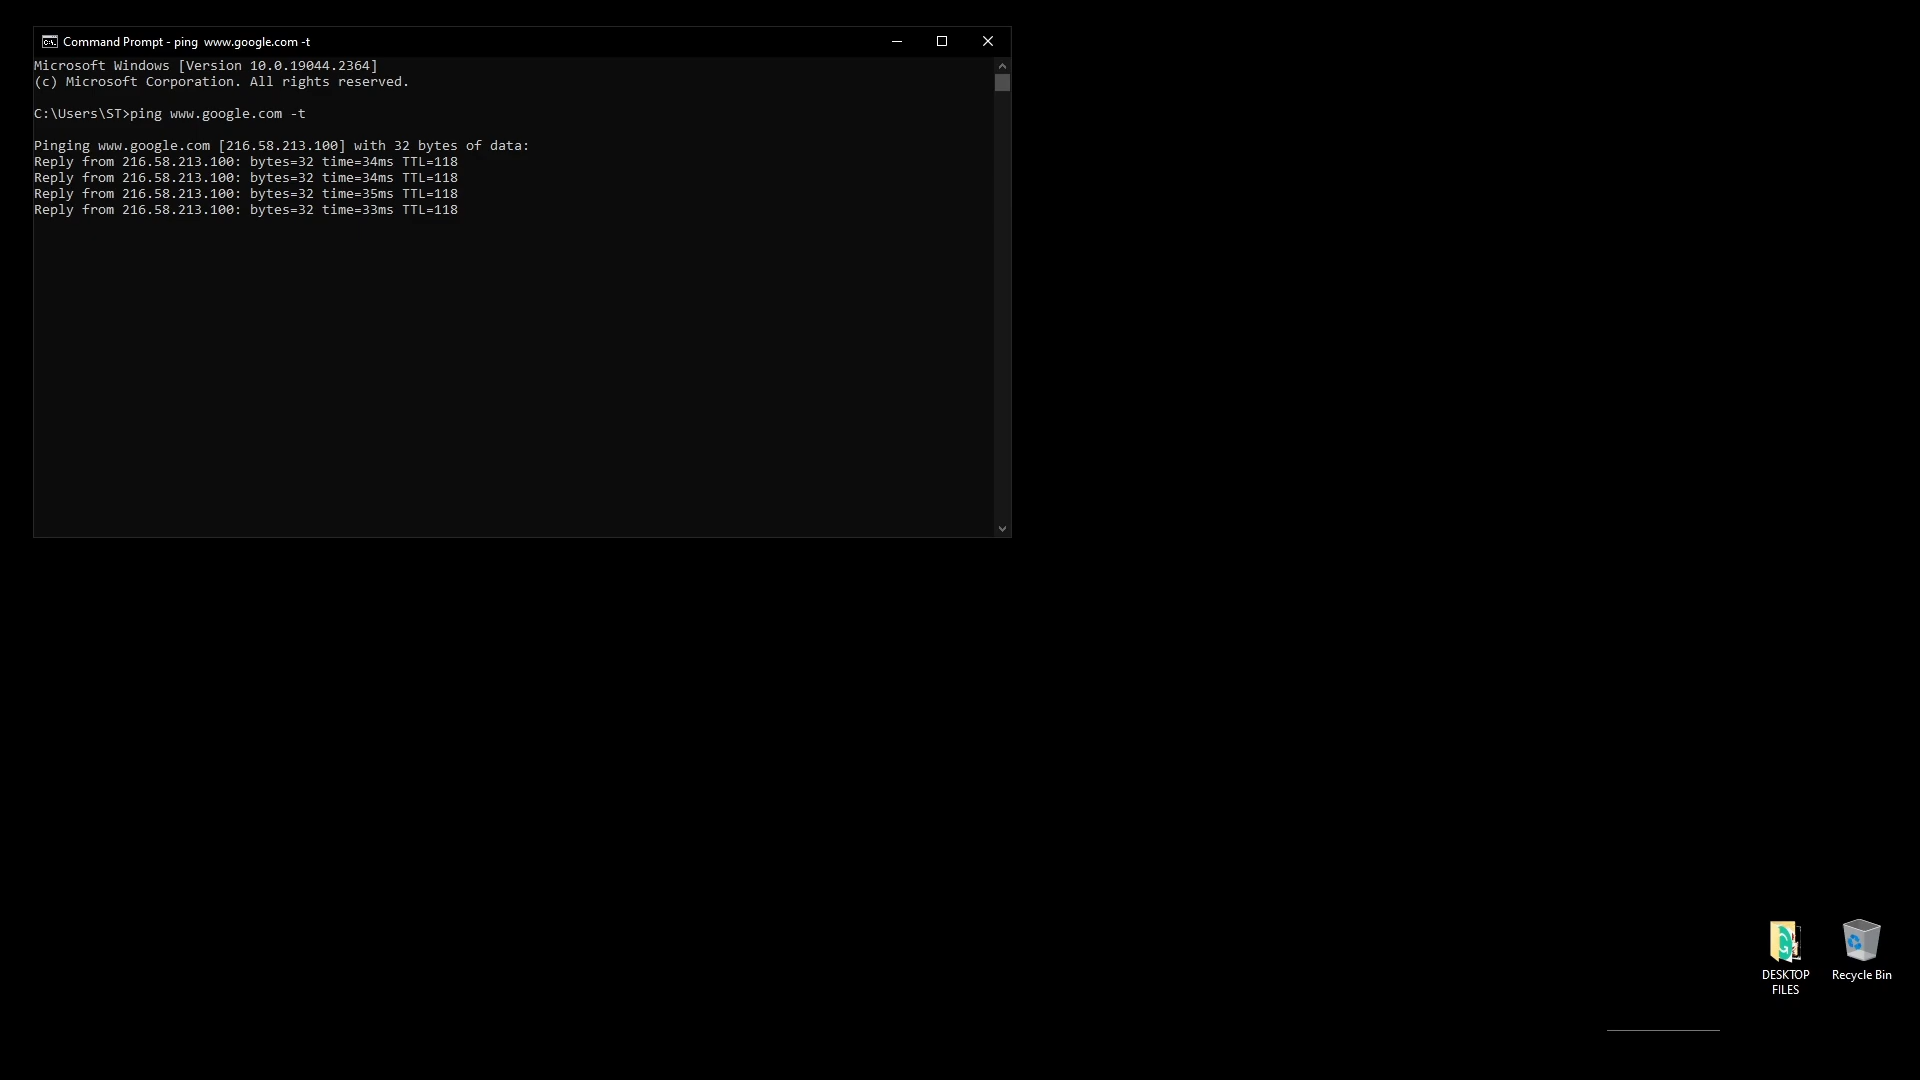 Command Prompt - ping  www.google.com -t
Microsoft Windows [Version 10.0.19044.2364]
(c) Microsoft Corporation. All rights reserved.
C:\Users\ST>ping www.google.com -t
Pinging www.google.com [216.58.213.100] with 32 bytes of data:
Reply from 216.58.213.100: bytes=32 time=34ms TTL=118
Reply from 216.58.213.100: bytes=32 time=34ms TTL=118
Reply from 216.58.213.100: bytes=32 time=35ms TTL=118
Reply from 216.58.213.100: bytes=32 time=33ms TTL=118
DESKTOP
FILES
Recycle Bin